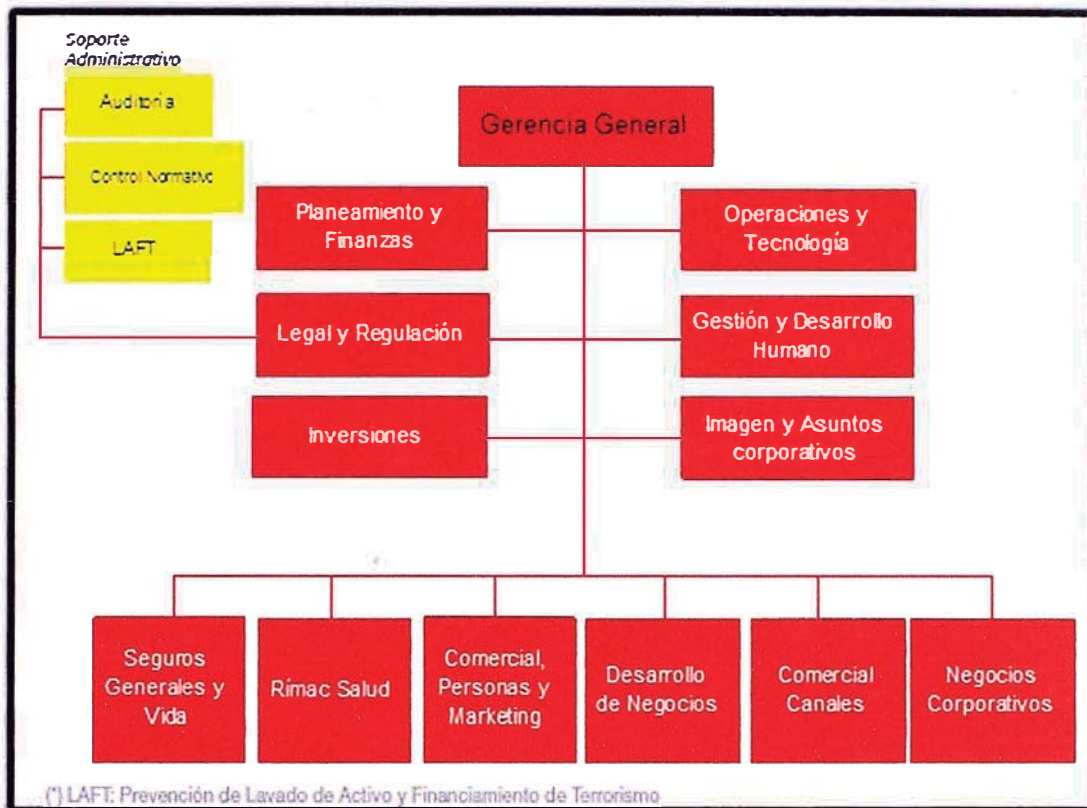 Soporte
Administrativo
Auditoría
Control Normativo
LAFT
Gerencia General
Planeamiento y
Finanzas
Operaciones y
Tecnología
Legal y Regulación
Gestión y Desarrollo
Humano
Inversiones
Imagen y Asuntos
corporativos
Seguros
Generales y
Vida
Rímac Salud
Comercial,
Personas y
Marketing
Desarrollo
de Negocios
Comercial
Canales
Negocios
Corporativos
(*) LAFT: Prevención de Lavado de Activo y Financiamiento de Terrorismo